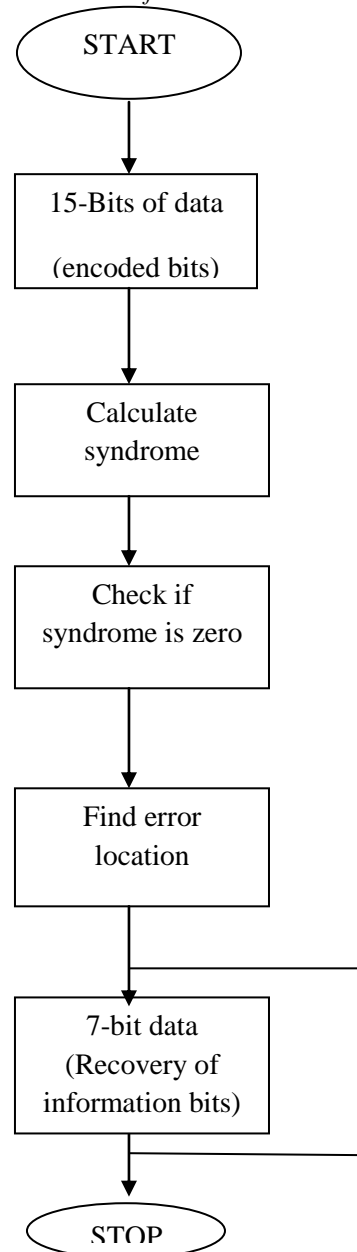 START
15-Bits of data
(encoded bits)
Calculate
syndrome
Check if
syndrome is zero
Find error
location
7-bit data
(Recovery of
information bits)
STOP